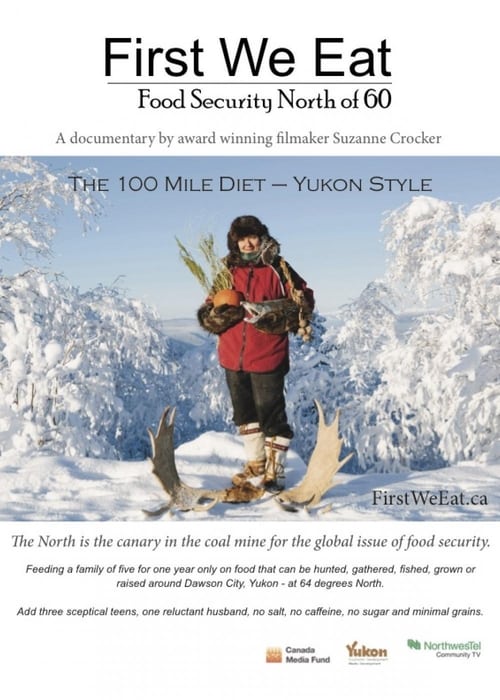 First We Eat
Food Security North of 60
A documentary by award winning filmaker Suzanne Crocker
The 100 Mile Diet – Yukon Style
FirstWeEat.ca
The North is the canary in the coal mine for the global issue of food security.
Feeding a family of five for one year only on food that can be hunted, gathered, fished, grown or
raised around Dawson City, Yukon - at 64 degrees North.
Add three sceptical teens, one reluctant husband, no salt, no caffeine, no sugar and minimal grains.
Canada
Media Fund
Yukon
NorthwesTel
Community TV